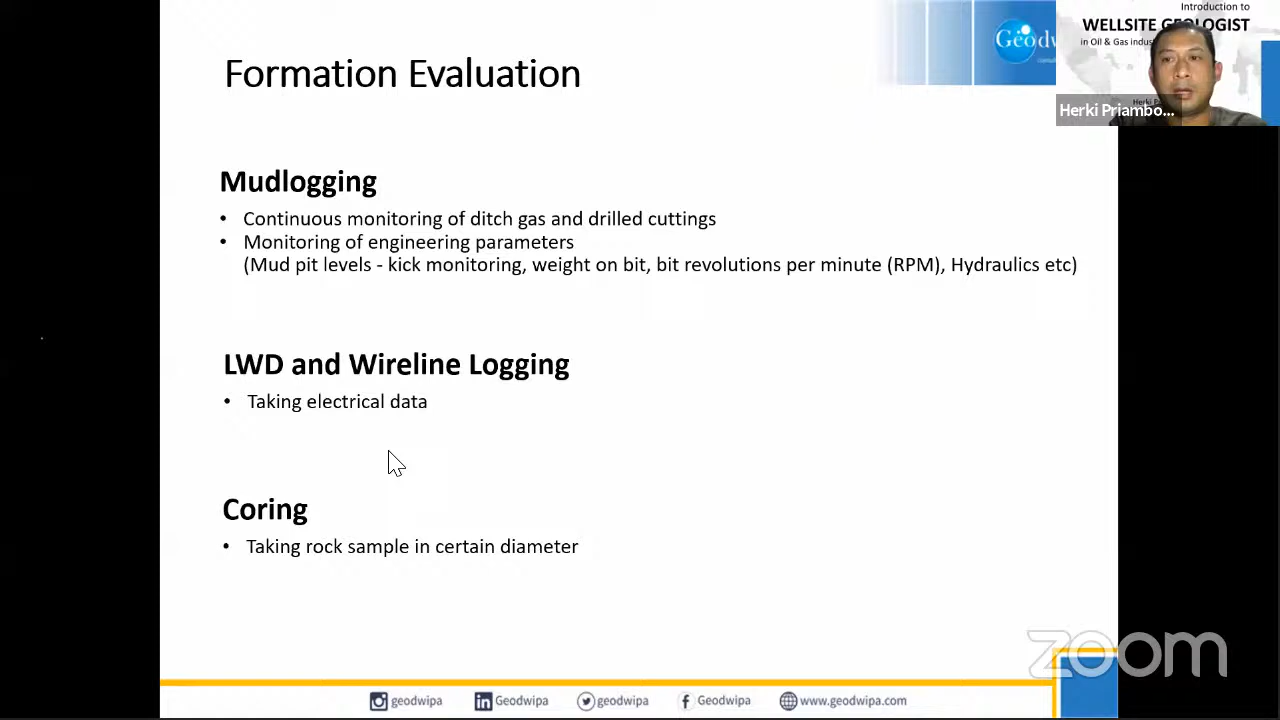 Introduction to
WELLSITE GEOLOGIST
in Oil & Gas
Herki Priambo...
Formation Evaluation
Mudlogging
• Continuous monitoring of ditch gas and drilled cuttings
• Monitoring of engineering parameters
(Mud pit levels - kick monitoring, weight on bit, bit revolutions per minute (RPM), Hydraulics etc)
LWD and Wireline Logging
• Taking electrical data
Coring
• Taking rock sample in certain diameter
zoom
geodwipa Geodwipa geodwipa Geodwipa www.geodwipa.com